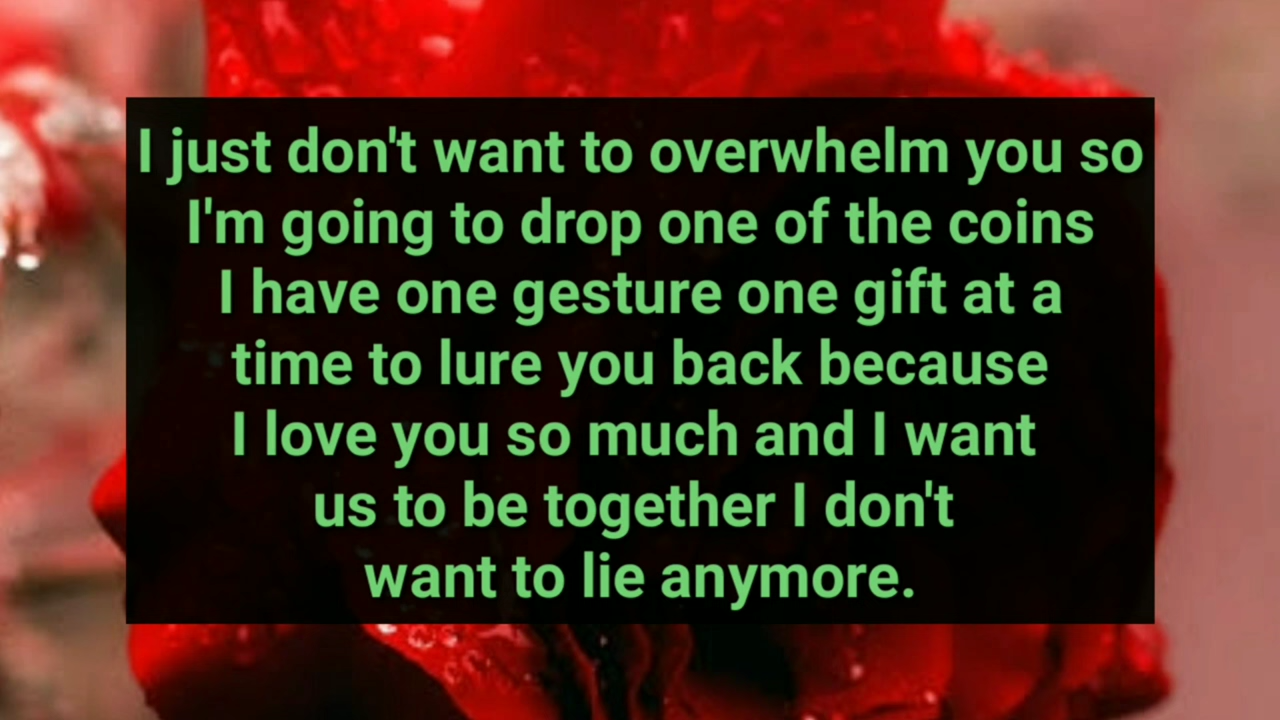 I just don't want to overwhelm you so
I'm going to drop one of the coins
I have one gesture one gift at a
time to lure you back because
I love you so much and I want
us to be together I don't
want to lie anymore.